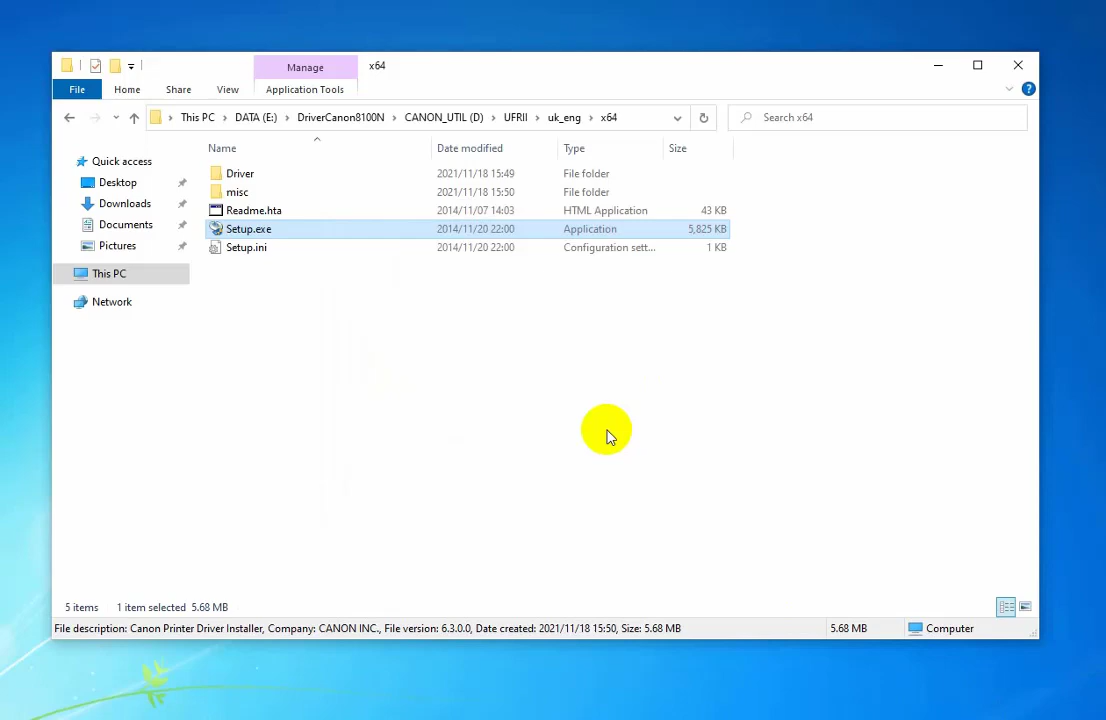 Manage x64
File Home Share View Application Tools
This PC DATA (E:) DriverCanon8100N CANON_UTIL (D) UFRII uk_eng x64 Search x64
Name Date modified Type Size
Quick access
Desktop
Downloads
Documents
Pictures
This PC
Network
Driver 2021/11/18 15:49 File folder
misc 2021/11/18 15:50 File folder
Readme.hta 2014/11/07 14:03 HTML Application 43 KB
Setup.exe 2014/11/20 22:00 Application 5,825 KB
Setup.ini 2014/11/20 22:00 Configuration sett... 1 KB
5 items 1 item selected 5.68 MB
File description: Canon Printer Driver Installer, Company: CANON INC., File version: 6.3.0.0, Date created: 2021/11/18 15:50, Size: 5.68 MB 5.68 MB Computer